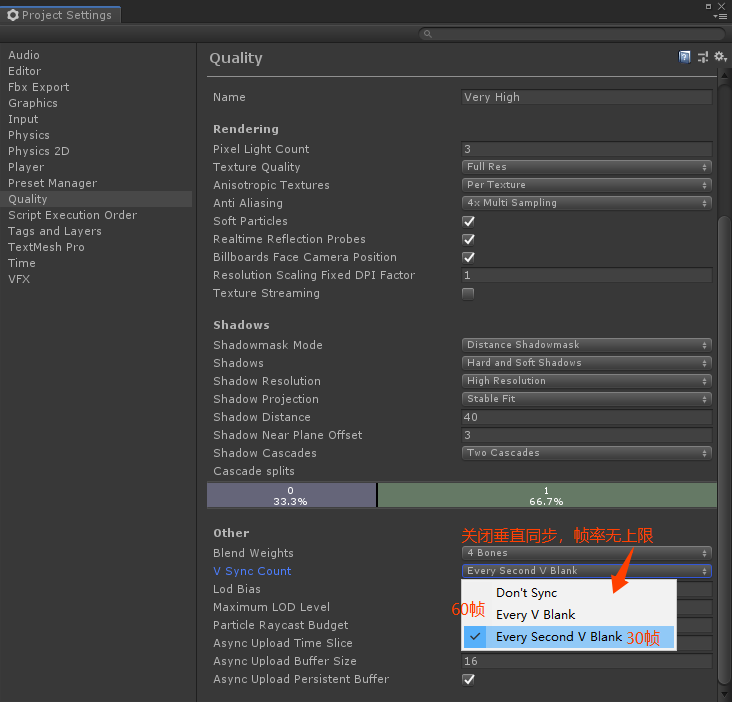 Project Settings
Audio
Editor
Fbx Export
Graphics
Input
Physics
Physics 2D
Player
Preset Manager
Quality
Script Execution Order
Tags and Layers
TextMesh Pro
Time
VFX
Quality
Name Very High
Rendering
Pixel Light Count 3
Texture Quality Full Res
Anisotropic Textures Per Texture
Anti Aliasing 4x Multi Sampling
Soft Particles
Realtime Reflection Probes
Billboards Face Camera Position
Resolution Scaling Fixed DPI Factor 1
Texture Streaming
Shadows
Shadowmask Mode Distance Shadowmask
Shadows Hard and Soft Shadows
Shadow Resolution High Resolution
Shadow Projection Stable Fit
Shadow Distance 40
Shadow Near Plane Offset 3
Shadow Cascades Two Cascades
Cascade splits
0 1
33.3% 66.7%
Other
关闭垂直同步，帧率无上限
Blend Weights 4 Bones
V Sync Count Every Second V Blank
Lod Bias
Don't Sync
Maximum LOD Level
60帧 Every V Blank
Particle Raycast Budget
Async Upload Time Slice
Every Second V Blank 30帧
Async Upload Buffer Size 16
Async Upload Persistent Buffer